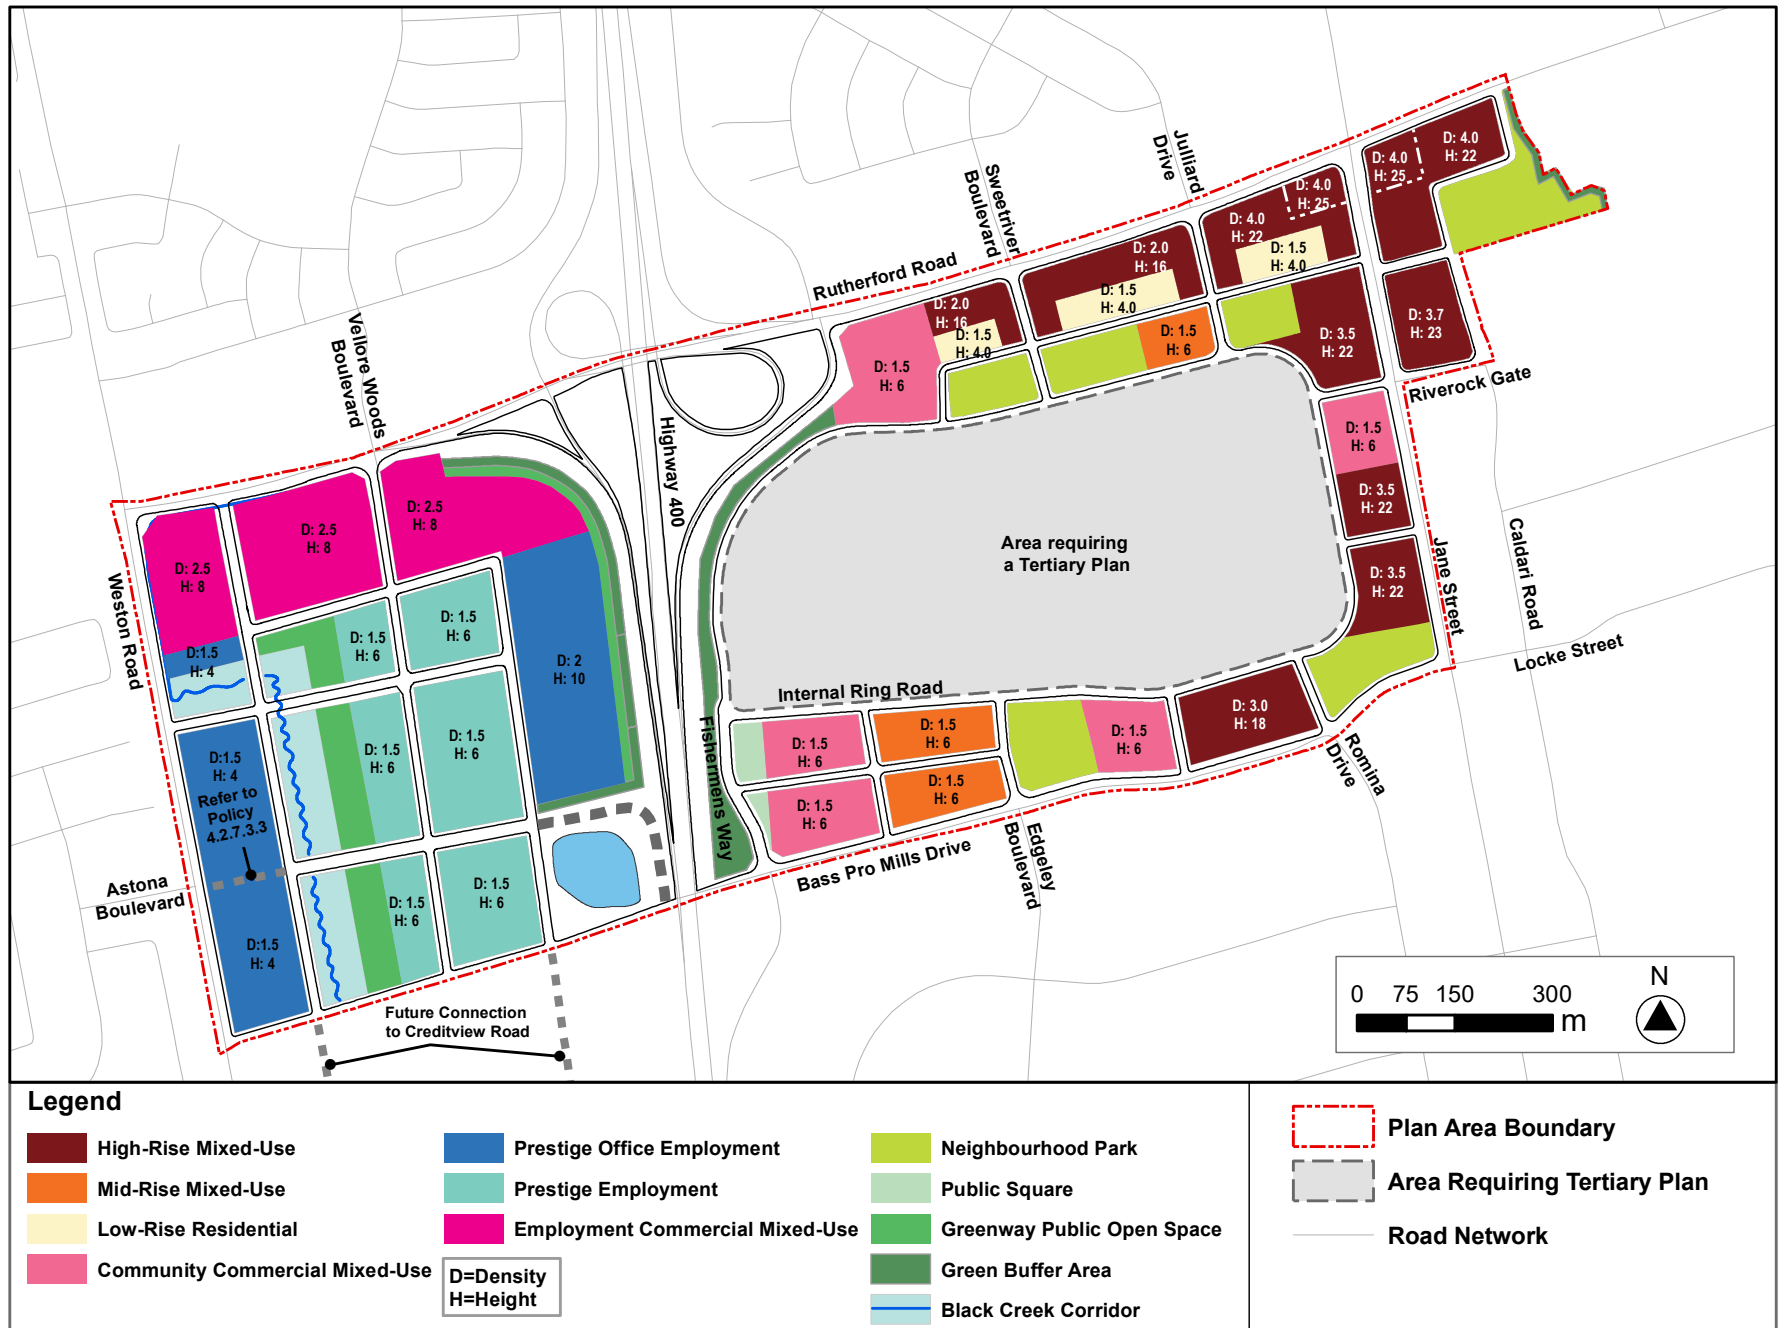 D: 4.0
H: 22
D: 4.0
H: 25
Julliard
Drive
Sweetriver
Boulevard
D: 4.0
H: 25
D: 4.0
H: 22
D: 1.5
H: 4.0
D: 2.0
H: 16
D: 1.5
H: 4.0
Rutherford Road
D: 2.0
H: 16
D: 1.5
H: 4.0
D: 3.7
H: 23
D: 3.5
H: 22
D: 1.5
H: 6
D: 1.5
H: 6
Vellore Woods
Boulevard
Riverock Gate
Highway 400
D: 1.5
H: 6
D: 3.5
H: 22
D: 2.5
H: 8
D: 2.5
H: 8
D: 2.5
H: 8
Area requiring
a Tertiary Plan
Caldari Road
Jane Street
D: 3.5
H: 22
Weston Road
D: 1.5
H: 6
D: 1.5
H: 6
D:1.5
H: 4
D: 2
H: 10
Locke Street
Internal Ring Road
Fishermens Way
D: 3.0
H: 18
D: 1.5
H: 6
D: 1.5
H: 6
D: 1.5
H: 6
D: 1.5
H: 6
D: 1.5
H: 6
D:1.5
H: 4
Refer to
Policy
4.2.7.3.3
D: 1.5
H: 6
D: 1.5
H: 6
Romina
Drive
Bass Pro Mills Drive
Edgeley
Boulevard
Astona
Boulevard
D: 1.5
H: 6
D: 1.5
H: 6
D:1.5
H: 4
Future Connection
to Creditview Road
0 75 150 300
m
N
Legend
High-Rise Mixed-Use
Mid-Rise Mixed-Use
Low-Rise Residential
Community Commercial Mixed-Use
Prestige Office Employment
Prestige Employment
Employment Commercial Mixed-Use
D=Density
H=Height
Neighbourhood Park
Public Square
Greenway Public Open Space
Green Buffer Area
Black Creek Corridor
Plan Area Boundary
Area Requiring Tertiary Plan
Road Network